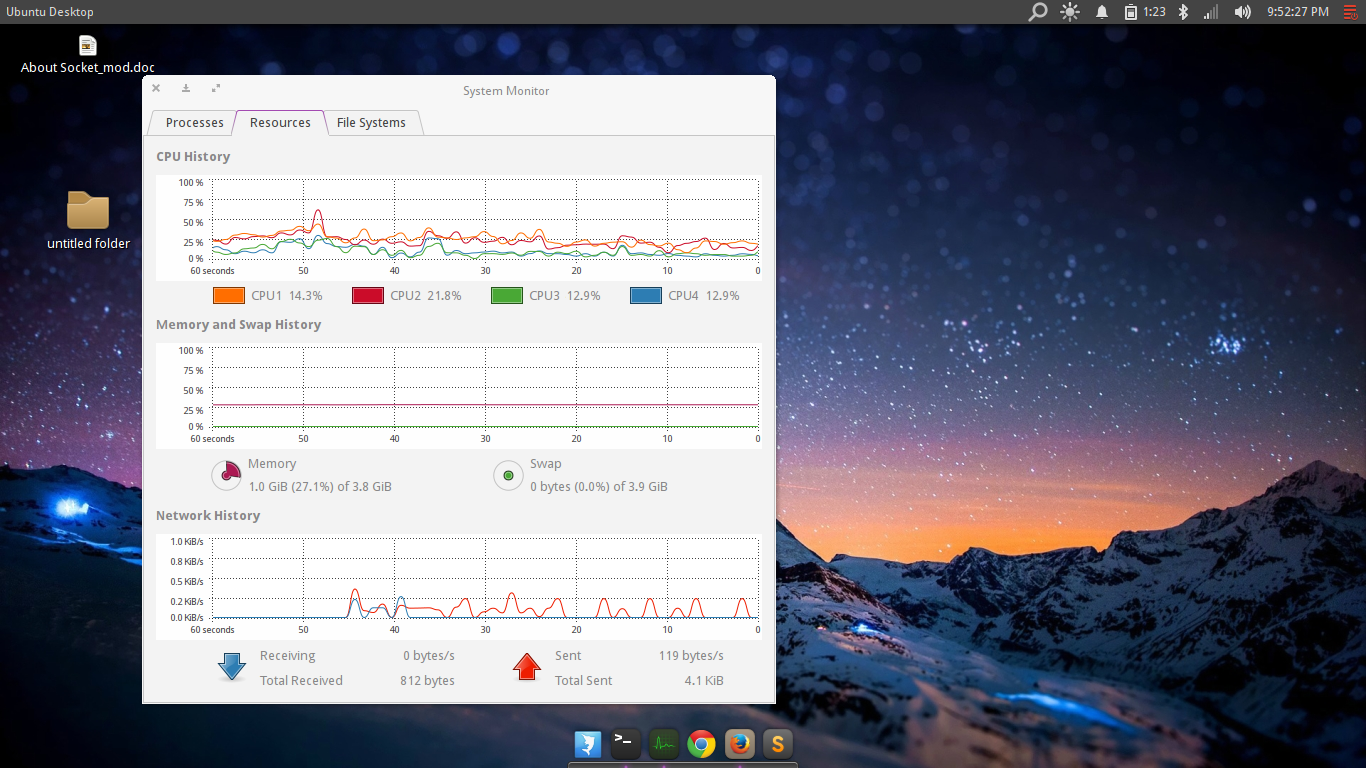 Ubuntu Desktop
1:23
9:52:27 PM
About Socket_mod.doc
untitled folder
System Monitor
Processes Resources File Systems
CPU History
100 %
75 %
50 %
25 %
0 %
60 seconds 50 40 30 20 10 0
CPU1 14.3% CPU2 21.8% CPU3 12.9% CPU4 12.9%
Memory and Swap History
100 %
75 %
50 %
25 %
0 %
60 seconds 50 40 30 20 10 0
Memory
1.0 GiB (27.1%) of 3.8 GiB
Swap
0 bytes (0.0%) of 3.9 GiB
Network History
1.0 KiB/s
0.8 KiB/s
0.5 KiB/s
0.2 KiB/s
0.0 KiB/s
60 seconds 50 40 30 20 10 0
Receiving 0 bytes/s
Total Received 812 bytes
Sent 119 bytes/s
Total Sent 4.1 KiB
>_
S